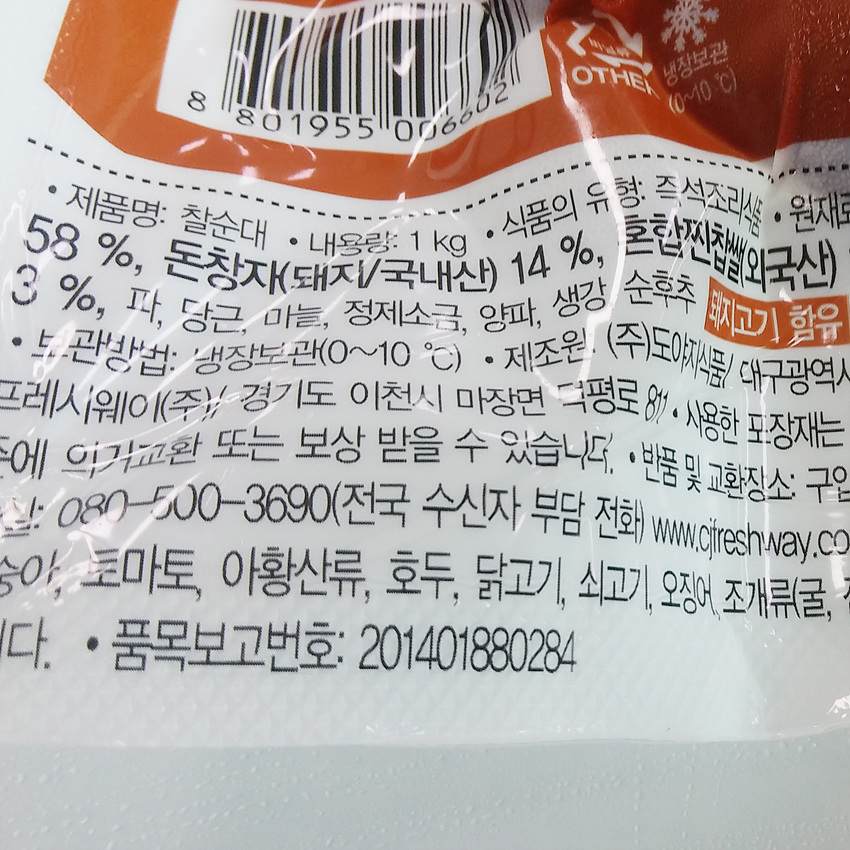 비닐류
OTHER
냉장보관
(0~10 ℃)
8 801955 006602
• 제품명: 찰순대 • 내용량: 1 kg • 식품의 유형: 즉석조리식품 • 원재료
58 %, 돈창자(돼지/국내산) 14 %, 혼합찐찹쌀(외국산)
3 %, 파, 당근, 마늘, 정제소금, 양파, 생강, 순후추 돼지고기 함유
• 보관방법: 냉장보관(0~10 ℃) • 제조원: (주)도야지식품/ 대구광역시
프레시웨이(주)/ 경기도 이천시 마장면 덕평로 811 • 사용한 포장재는
준에 의거교환 또는 보상 받을 수 있습니다. • 반품 및 교환장소: 구입
실: 080-500-3690(전국 수신자 부담 전화) www.cjfreshway.co
숭아, 토마토, 아황산류, 호두, 닭고기, 쇠고기, 오징어, 조개류(굴,
니다. • 품목보고번호: 201401880284